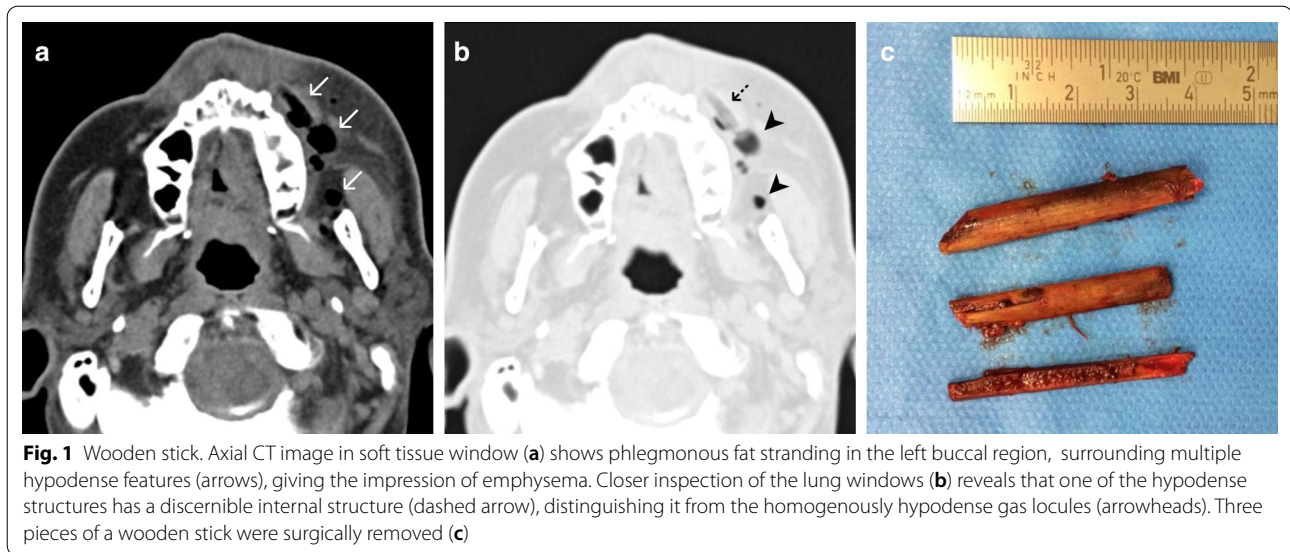 a
b
c
INCH 1 20°C BMI 2
1 2 3 4 5 mm
Fig. 1 Wooden stick. Axial CT image in soft tissue window (a) shows phlegmonous fat stranding in the left buccal region, surrounding multiple
hypodense features (arrows), giving the impression of emphysema. Closer inspection of the lung windows (b) reveals that one of the hypodense
structures has a discernible internal structure (dashed arrow), distinguishing it from the homogenously hypodense gas locules (arrowheads). Three
pieces of a wooden stick were surgically removed (c)